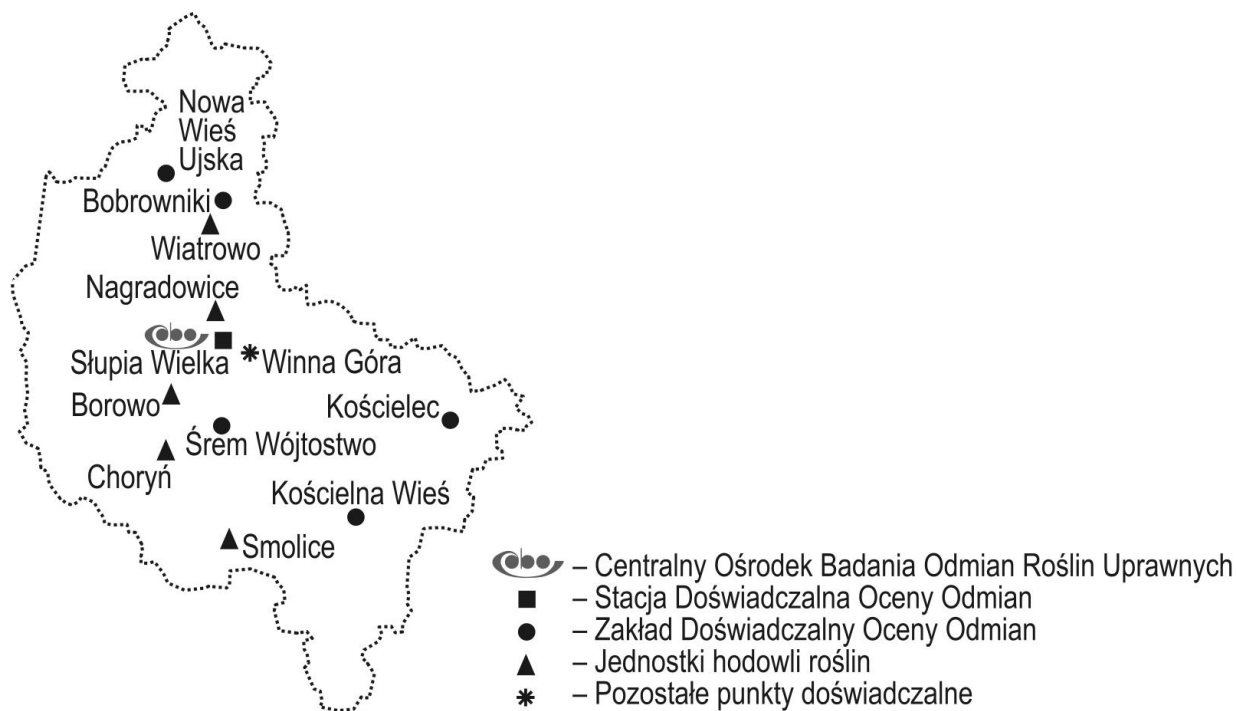 Nowa
Wieś
Ujska
Bobrowniki
Wiatrowo
Nagradowice
Słupia Wielka
Winna Góra
Borowo
Kościelec
Śrem Wójtostwo
Choryń
Kościelna Wieś
Smolice
– Centralny Ośrodek Badania Odmian Roślin Uprawnych
– Stacja Doświadczalna Oceny Odmian
– Zakład Doświadczalny Oceny Odmian
– Jednostki hodowli roślin
– Pozostałe punkty doświadczalne